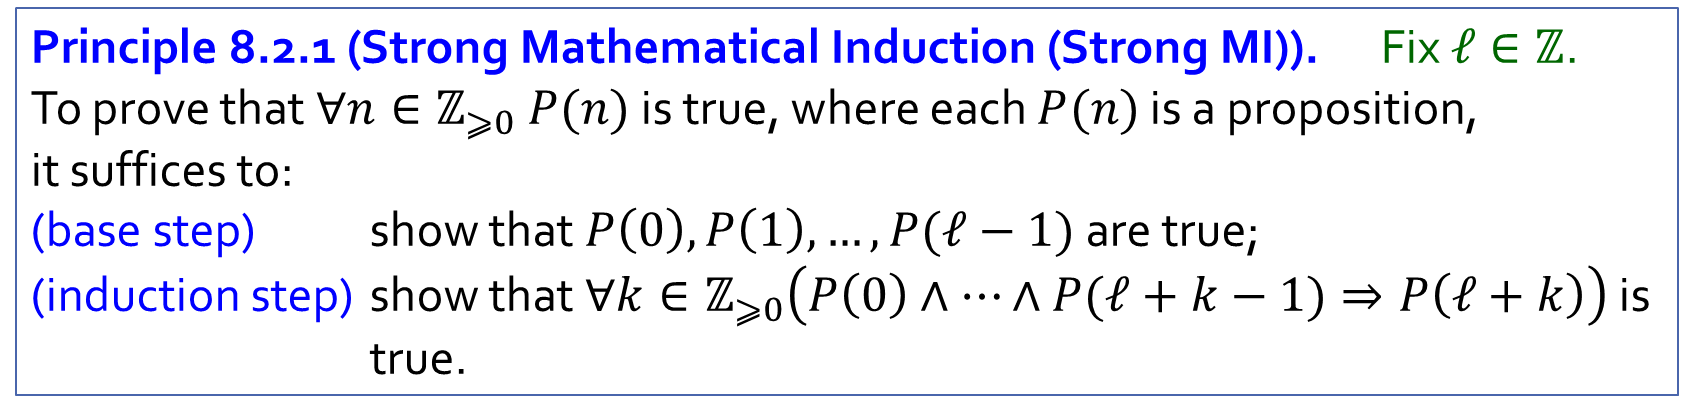 Principle 8.2.1 (Strong Mathematical Induction (Strong MI)). Fix ℓ ∈ ℤ.
To prove that ∀n ∈ ℤ⩾0 P(n) is true, where each P(n) is a proposition,
it suffices to:
(base step) show that P(0), P(1), … , P(ℓ − 1) are true;
(induction step) show that ∀k ∈ ℤ⩾0(P(0) ∧ ⋯ ∧ P(ℓ + k − 1) ⇒ P(ℓ + k)) is
true.